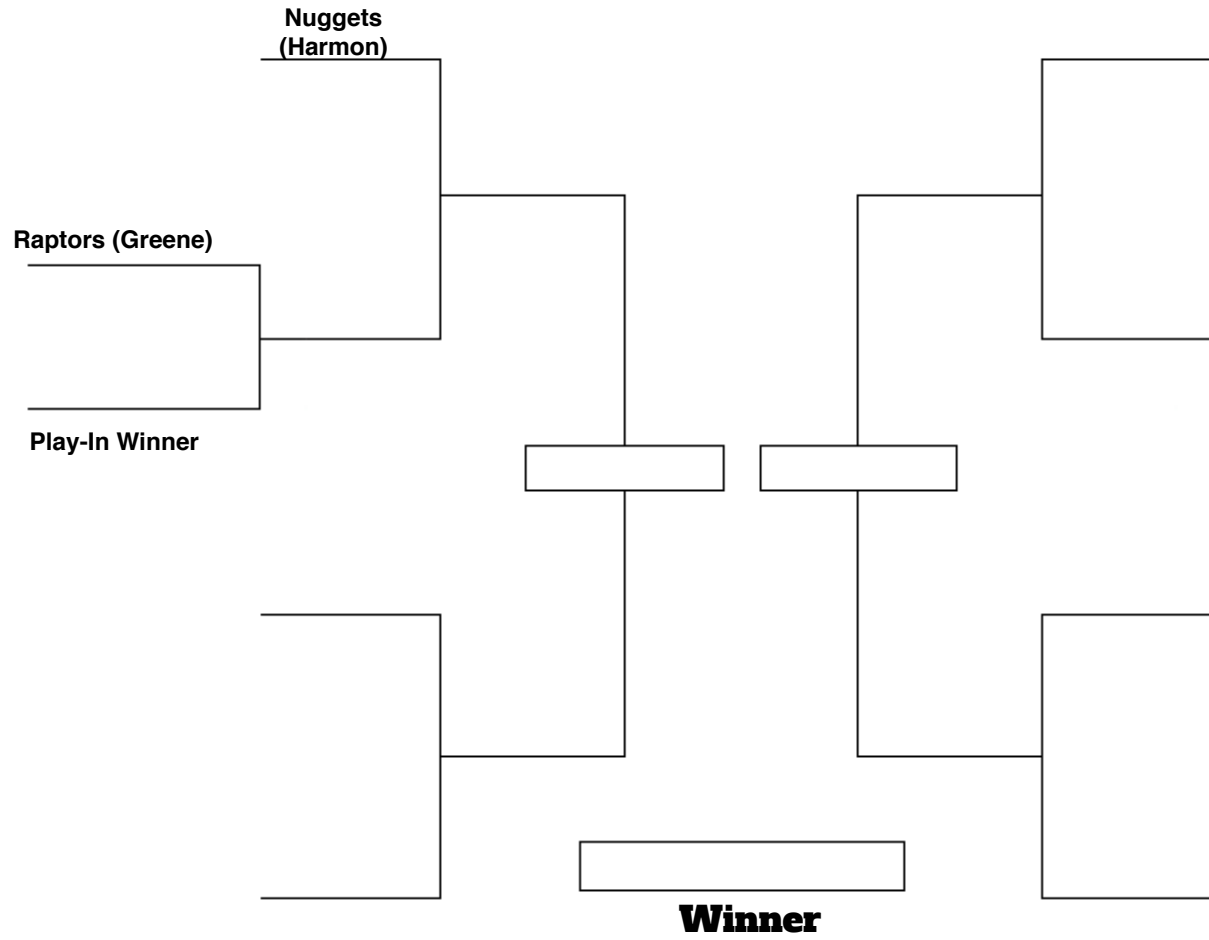 Nuggets
(Harmon)
Raptors (Greene)
Play-In Winner
Winner